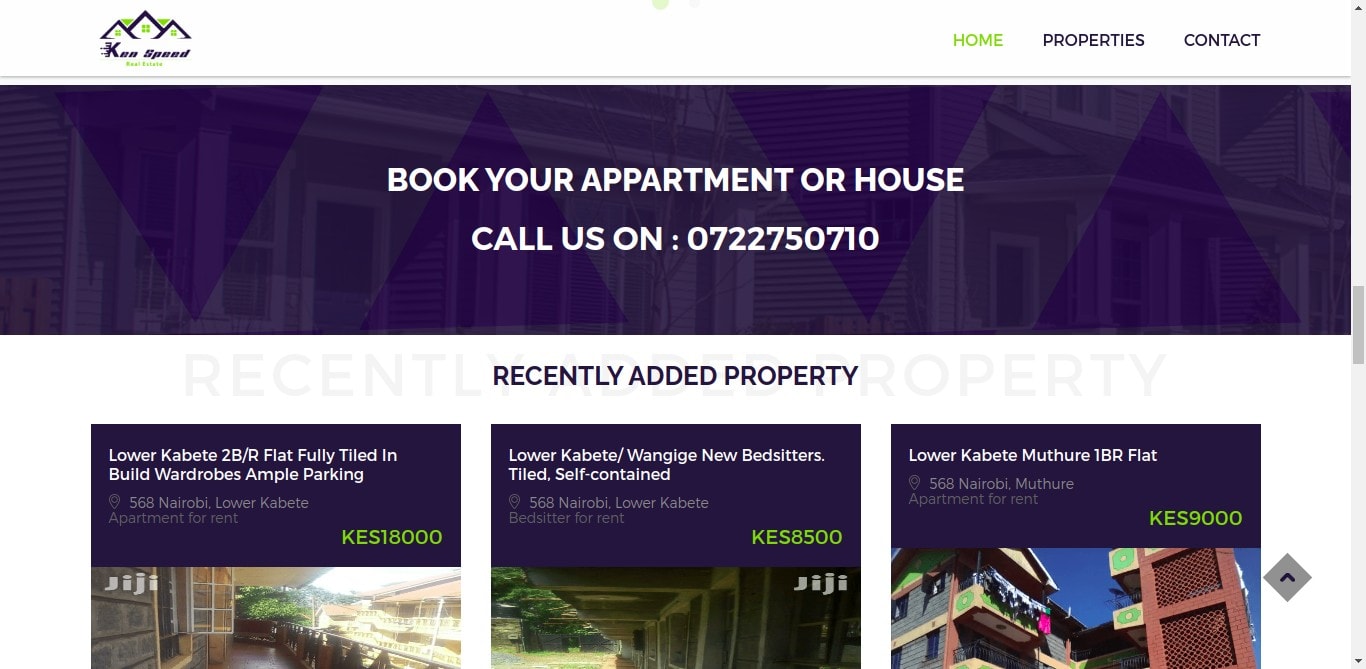 Ken Speed
Real Estate
HOME
PROPERTIES
CONTACT
BOOK YOUR APPARTMENT OR HOUSE
CALL US ON : 0722750710
RECENTLY ADDED PROPERTY
RECENTLY ADDED PROPERTY
Lower Kabete 2B/R Flat Fully Tiled In
Build Wardrobes Ample Parking
568 Nairobi, Lower Kabete
Apartment for rent
KES18000
JIJI
Lower Kabete/ Wangige New Bedsitters.
Tiled, Self-contained
568 Nairobi, Lower Kabete
Bedsitter for rent
KES8500
JIJI
Lower Kabete Muthure 1BR Flat
568 Nairobi, Muthure
Apartment for rent
KES9000